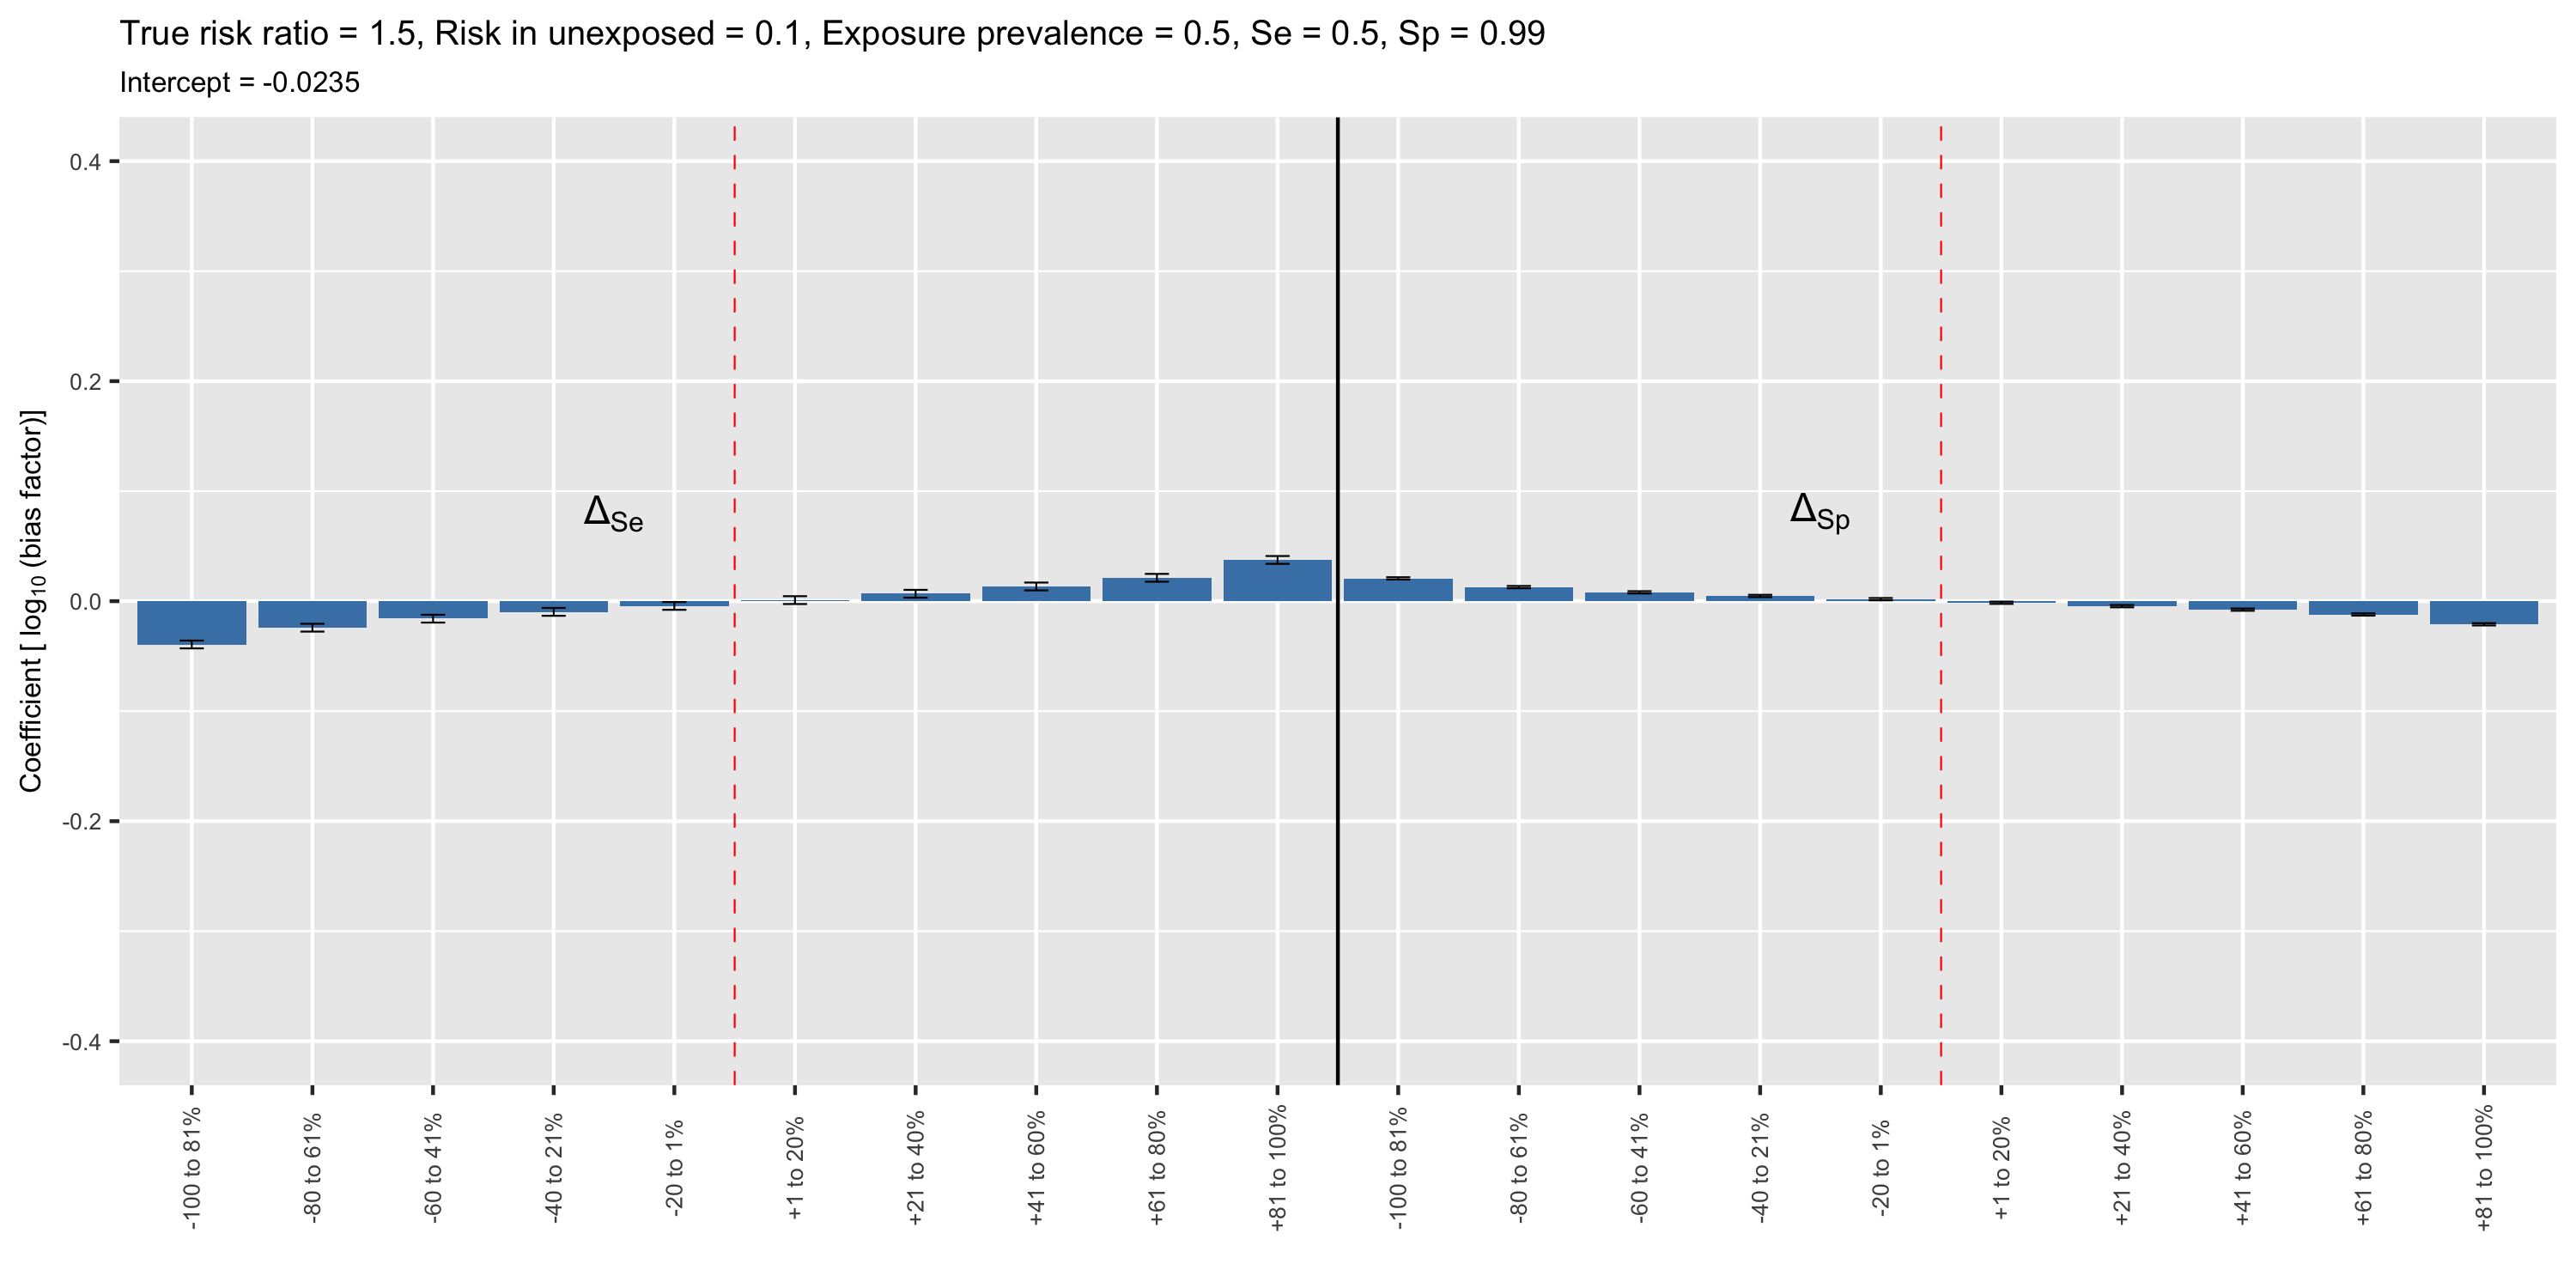 True risk ratio = 1.5, Risk in unexposed = 0.1, Exposure prevalence = 0.5, Se = 0.5, Sp = 0.99
Intercept = -0.0235
Coefficient [ log10 (bias factor)]
0.4
0.2
0.0
-0.2
-0.4
ΔSe
ΔSp
-100 to 81%
-80 to 61%
-60 to 41%
-40 to 21%
-20 to 1%
+1 to 20%
+21 to 40%
+41 to 60%
+61 to 80%
+81 to 100%
-100 to 81%
-80 to 61%
-60 to 41%
-40 to 21%
-20 to 1%
+1 to 20%
+21 to 40%
+41 to 60%
+61 to 80%
+81 to 100%